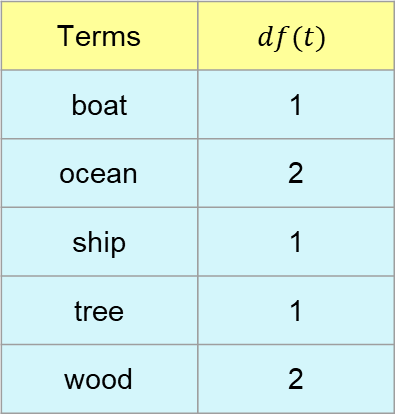 Terms df(t)
boat 1
ocean 2
ship 1
tree 1
wood 2